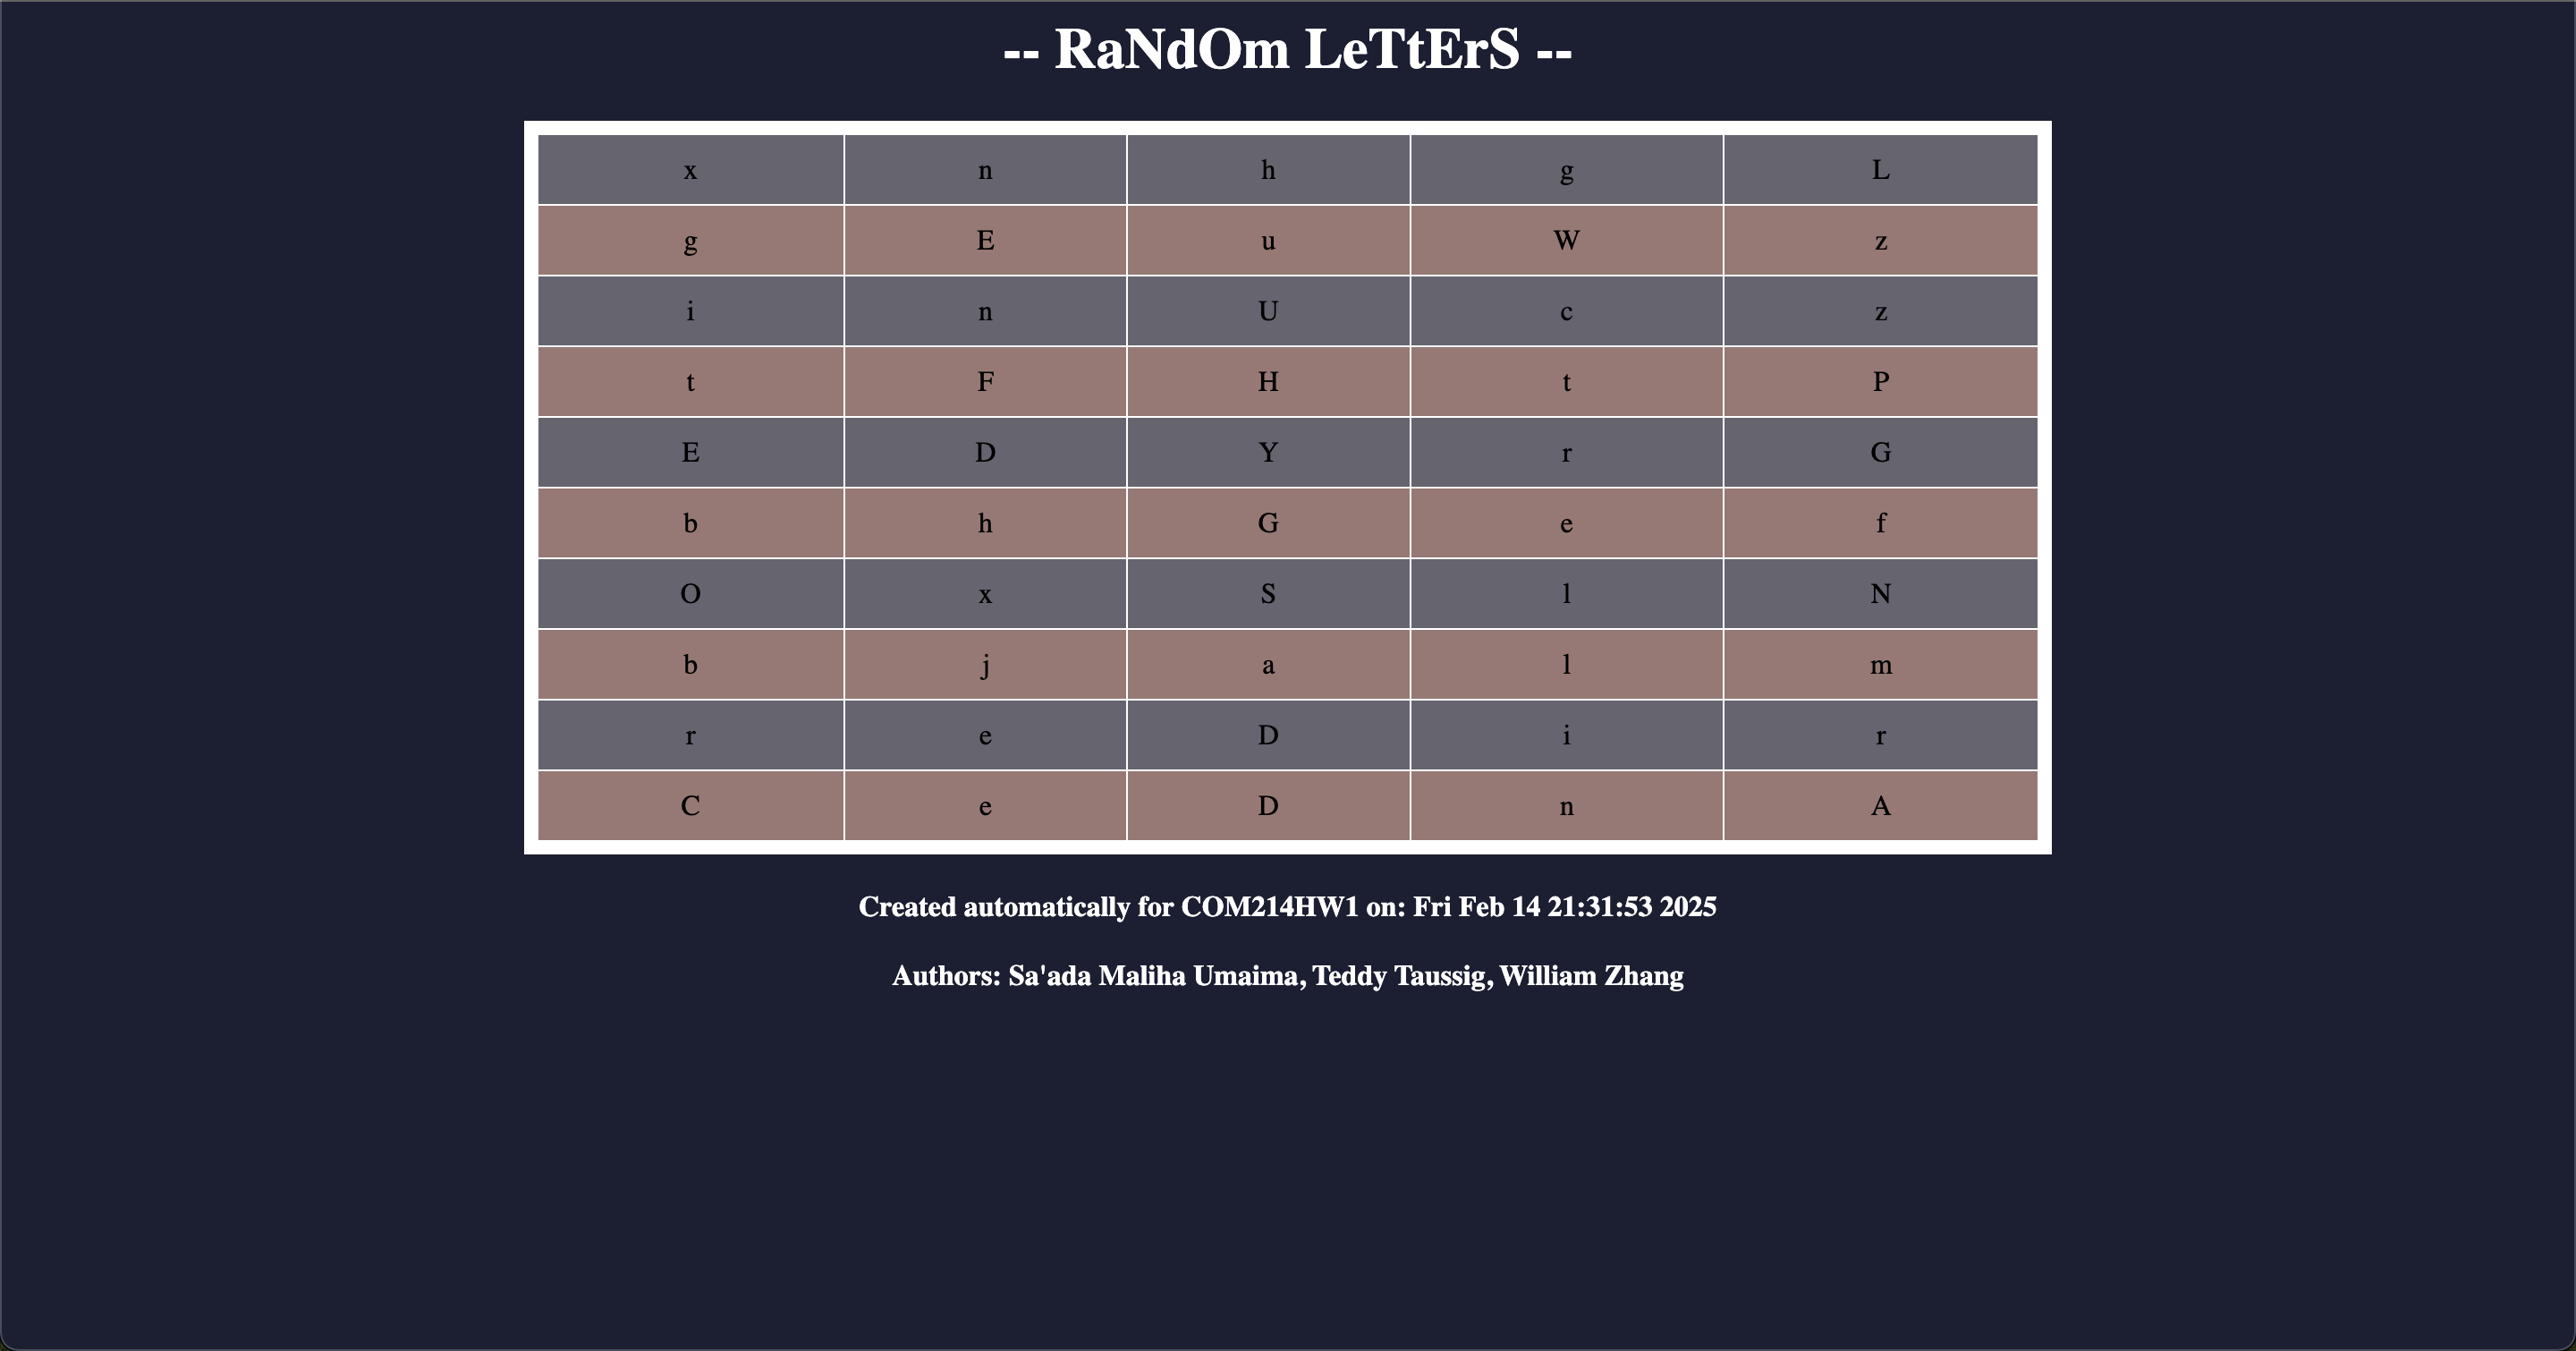 -- RaNdOm LeTtErS --
x n h g L
g E u W z
i n U c z
t F H t P
E D Y r G
b h G e f
O x S l N
b j a l m
r e D i r
C e D n A
Created automatically for COM214HW1 on: Fri Feb 14 21:31:53 2025
Authors: Sa'ada Maliha Umaima, Teddy Taussig, William Zhang